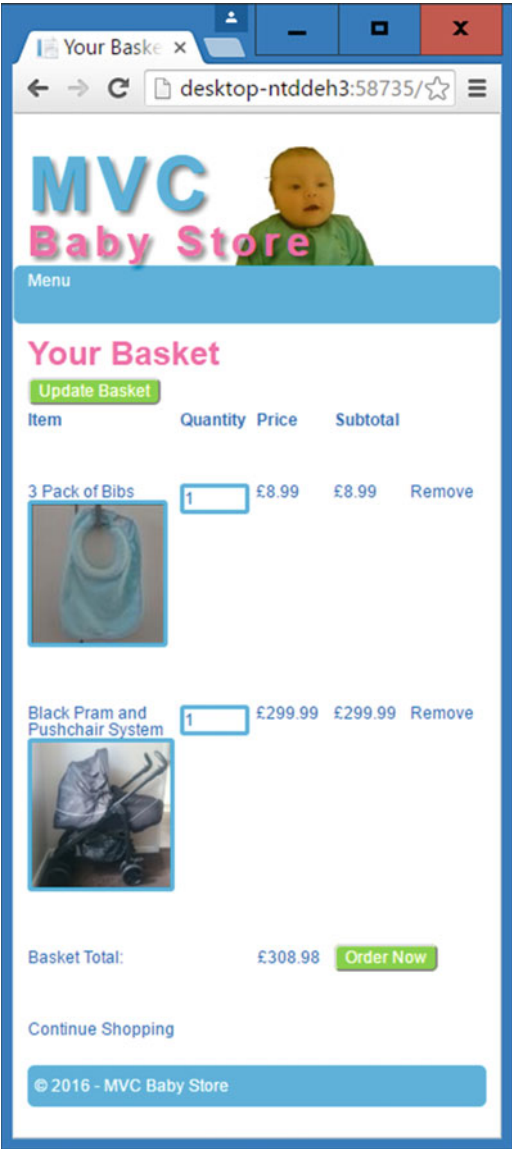 Your Baske
desktop-ntddeh3:58735/
MVC
Baby Store
Menu
Your Basket
Update Basket
Item Quantity Price Subtotal
3 Pack of Bibs 1 £8.99 £8.99 Remove
Black Pram and 1 £299.99 £299.99 Remove
Pushchair System
Basket Total: £308.98 Order Now
Continue Shopping
© 2016 - MVC Baby Store